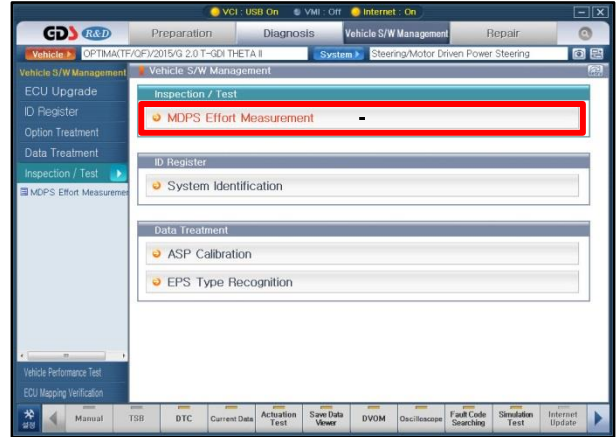 VCI : USB On VMI : Off Internet : On
GDS R&D Preparation Diagnosis Vehicle S/W Management Repair
Vehicle OPTIMA(TF/QF)/2015/G 2.0 T-GDI THETA II System Steering/Motor Driven Power Steering
Vehicle S/W Management
Vehicle S/W Management
ECU Upgrade
ID Register
Option Treatment
Data Treatment
Inspection / Test
MDPS Effort Measuremen
Inspection / Test
MDPS Effort Measurement -
ID Register
System Identification
Data Treatment
ASP Calibration
EPS Type Recognition
Vehicle Performance Test
ECU Mapping Verification
설정 Manual TSB DTC Current Data Actuation Test Save Data Viewer DVOM Oscilloscope Fault Code Searching Simulation Test Internet Update